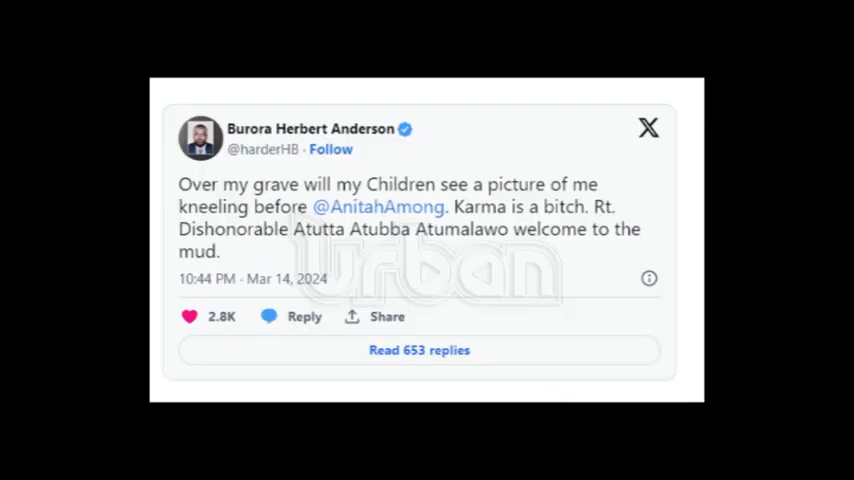 Burora Herbert Anderson
@harderHB · Follow
X
Over my grave will my Children see a picture of me
kneeling before @AnitahAmong. Karma is a bitch. Rt.
Dishonorable Atutta Atubba Atumalawo welcome to the
mud.
Urban
10:44 PM · Mar 14, 2024
2.8K Reply Share
Read 653 replies